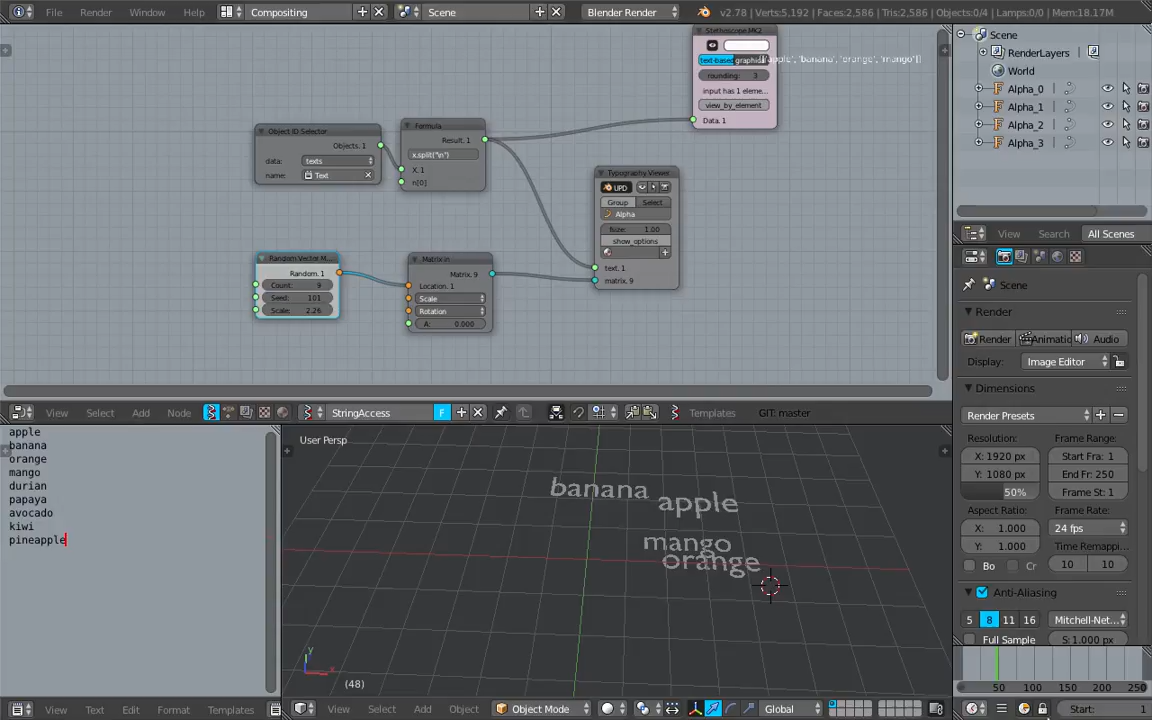 File Render Window Help Compositing Scene Blender Render v2.78 | Verts:5,192 | Faces:2,586 | Tris:2,586 | Objects:0/4 | Lamps:0/0 | Mem:18.17M
Stethoscope MK2
text-based graphical
'apple', 'banana', 'orange', 'mango']]
rounding: 3
input has 1 eleme...
view_by_element
Data. 1
Object ID Selector
Objects. 1
data: texts
name: Text
Formula
Result. 1
x.split("\n")
X. 1
n[0]
Typography Viewer
UPD
Group Select
Alpha
fsize: 1.00
show_options
text. 1
matrix. 9
Random Vector M...
Random. 1
Count: 9
Seed: 101
Scale: 2.26
Matrix in
Matrix. 9
Location. 1
Scale
Rotation
A: 0.000
View Select Add Node StringAccess F Templates GIT: master
apple
banana
orange
mango
durian
papaya
avocado
kiwi
pineapple
View Text Edit Format Templates
User Persp
banana
apple
mango
orange
y
x
(48)
View Select Add Object Object Mode Global
Scene
RenderLayers
World
Alpha_0
Alpha_1
Alpha_2
Alpha_3
View Search All Scenes
Scene
Render
Render Animatic Audio
Display: Image Editor
Dimensions
Render Presets
Resolution: Frame Range:
X: 1920 px Start Fra: 1
Y: 1080 px End Fr: 250
50% Frame St: 1
Aspect Ratio: Frame Rate:
X: 1.000 24 fps
Y: 1.000 Time Remappi...
Bo Cr 10 10
Anti-Aliasing
5 8 11 16 Mitchell-Net...
Full Sample S: 1.000 px
0 50 100 150 200 250
Start: 1